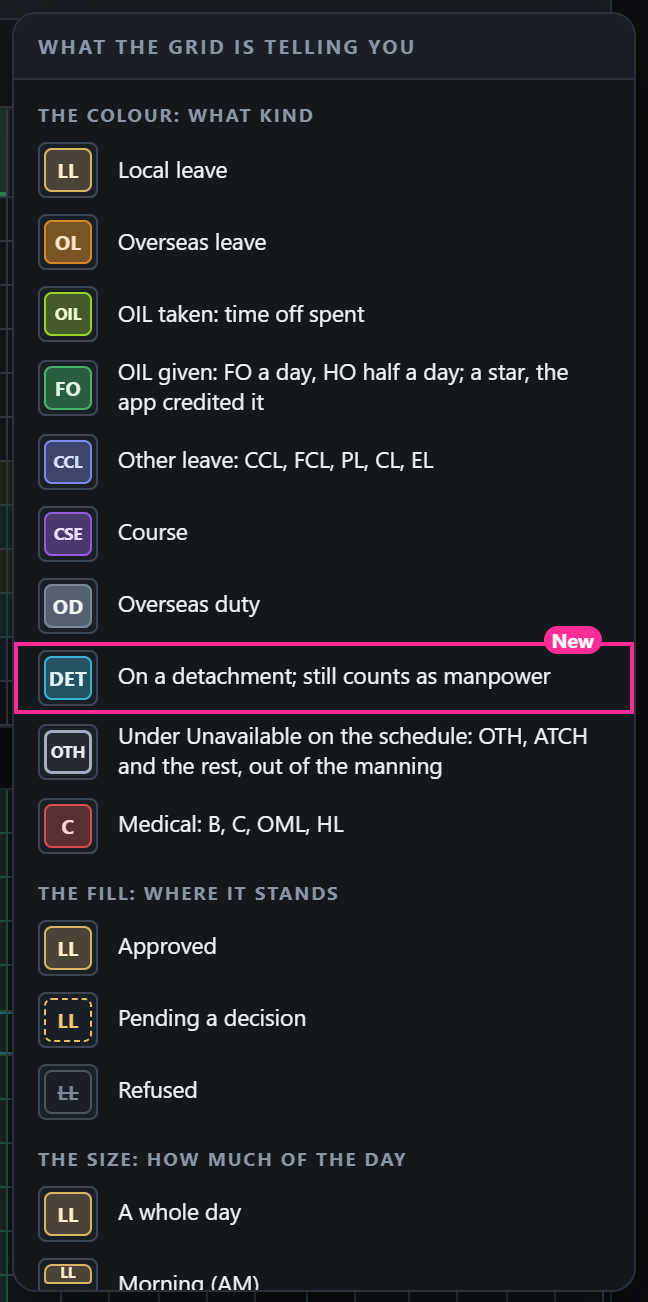 WHAT THE GRID IS TELLING YOU
THE COLOUR: WHAT KIND
LL Local leave
OL Overseas leave
OIL OIL taken: time off spent
FO OIL given: FO a day, HO half a day; a star, the
app credited it
CCL Other leave: CCL, FCL, PL, CL, EL
CSE Course
OD Overseas duty
New
DET On a detachment; still counts as manpower
OTH Under Unavailable on the schedule: OTH, ATCH
and the rest, out of the manning
C Medical: B, C, OML, HL
THE FILL: WHERE IT STANDS
LL Approved
LL Pending a decision
LL Refused
THE SIZE: HOW MUCH OF THE DAY
LL A whole day
LL Morning (AM)